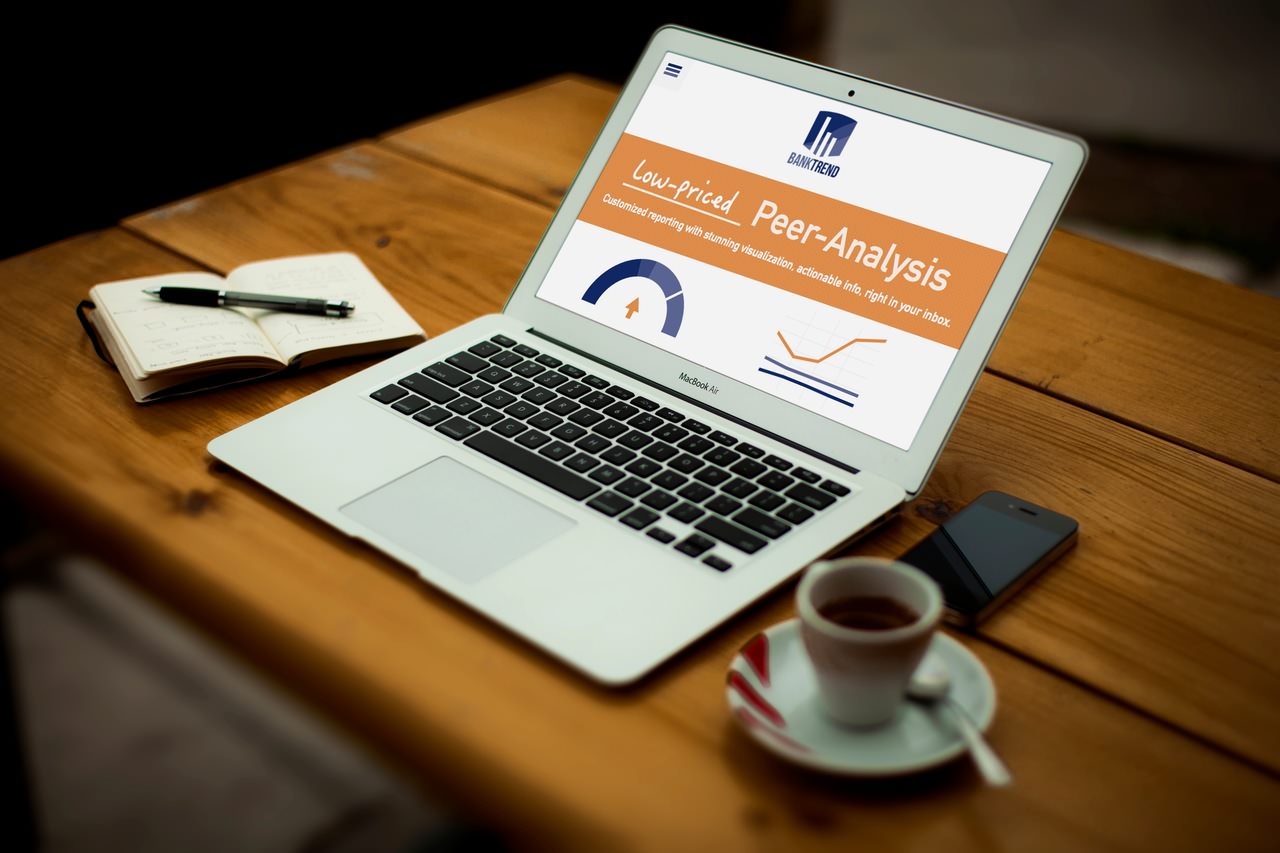 BANKTREND
Low-priced Peer-Analysis
Customized reporting with stunning visualization, actionable info, right in your inbox.
MacBook Air